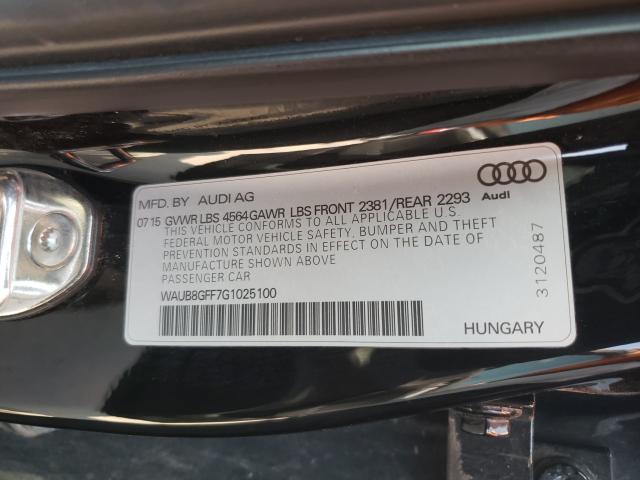 MFD. BY AUDI AG
07 15 GVWR LBS 4564 GAWR LBS FRONT 2381/REAR 2293
THIS VEHICLE CONFORMS TO ALL APPLICABLE U.S.
FEDERAL MOTOR VEHICLE SAFETY, BUMPER AND THEFT
PREVENTION STANDARDS IN EFFECT ON THE DATE OF
MANUFACTURE SHOWN ABOVE
PASSENGER CAR
WAUB8GFF7G1025100
HUNGARY
Audi
3120487